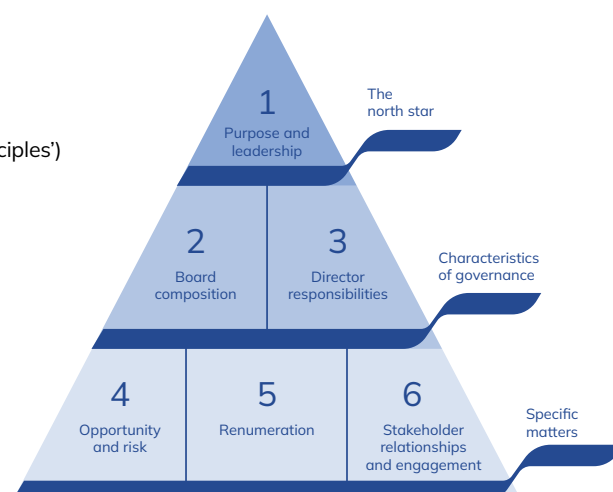 ciples’)
1
Purpose and
leadership
The
north star
2
Board
composition
3
Director
responsibilities
Characteristics
of governance
4
Opportunity
and risk
5
Renumeration
6
Stakeholder
relationships
and engagement
Specific
matters